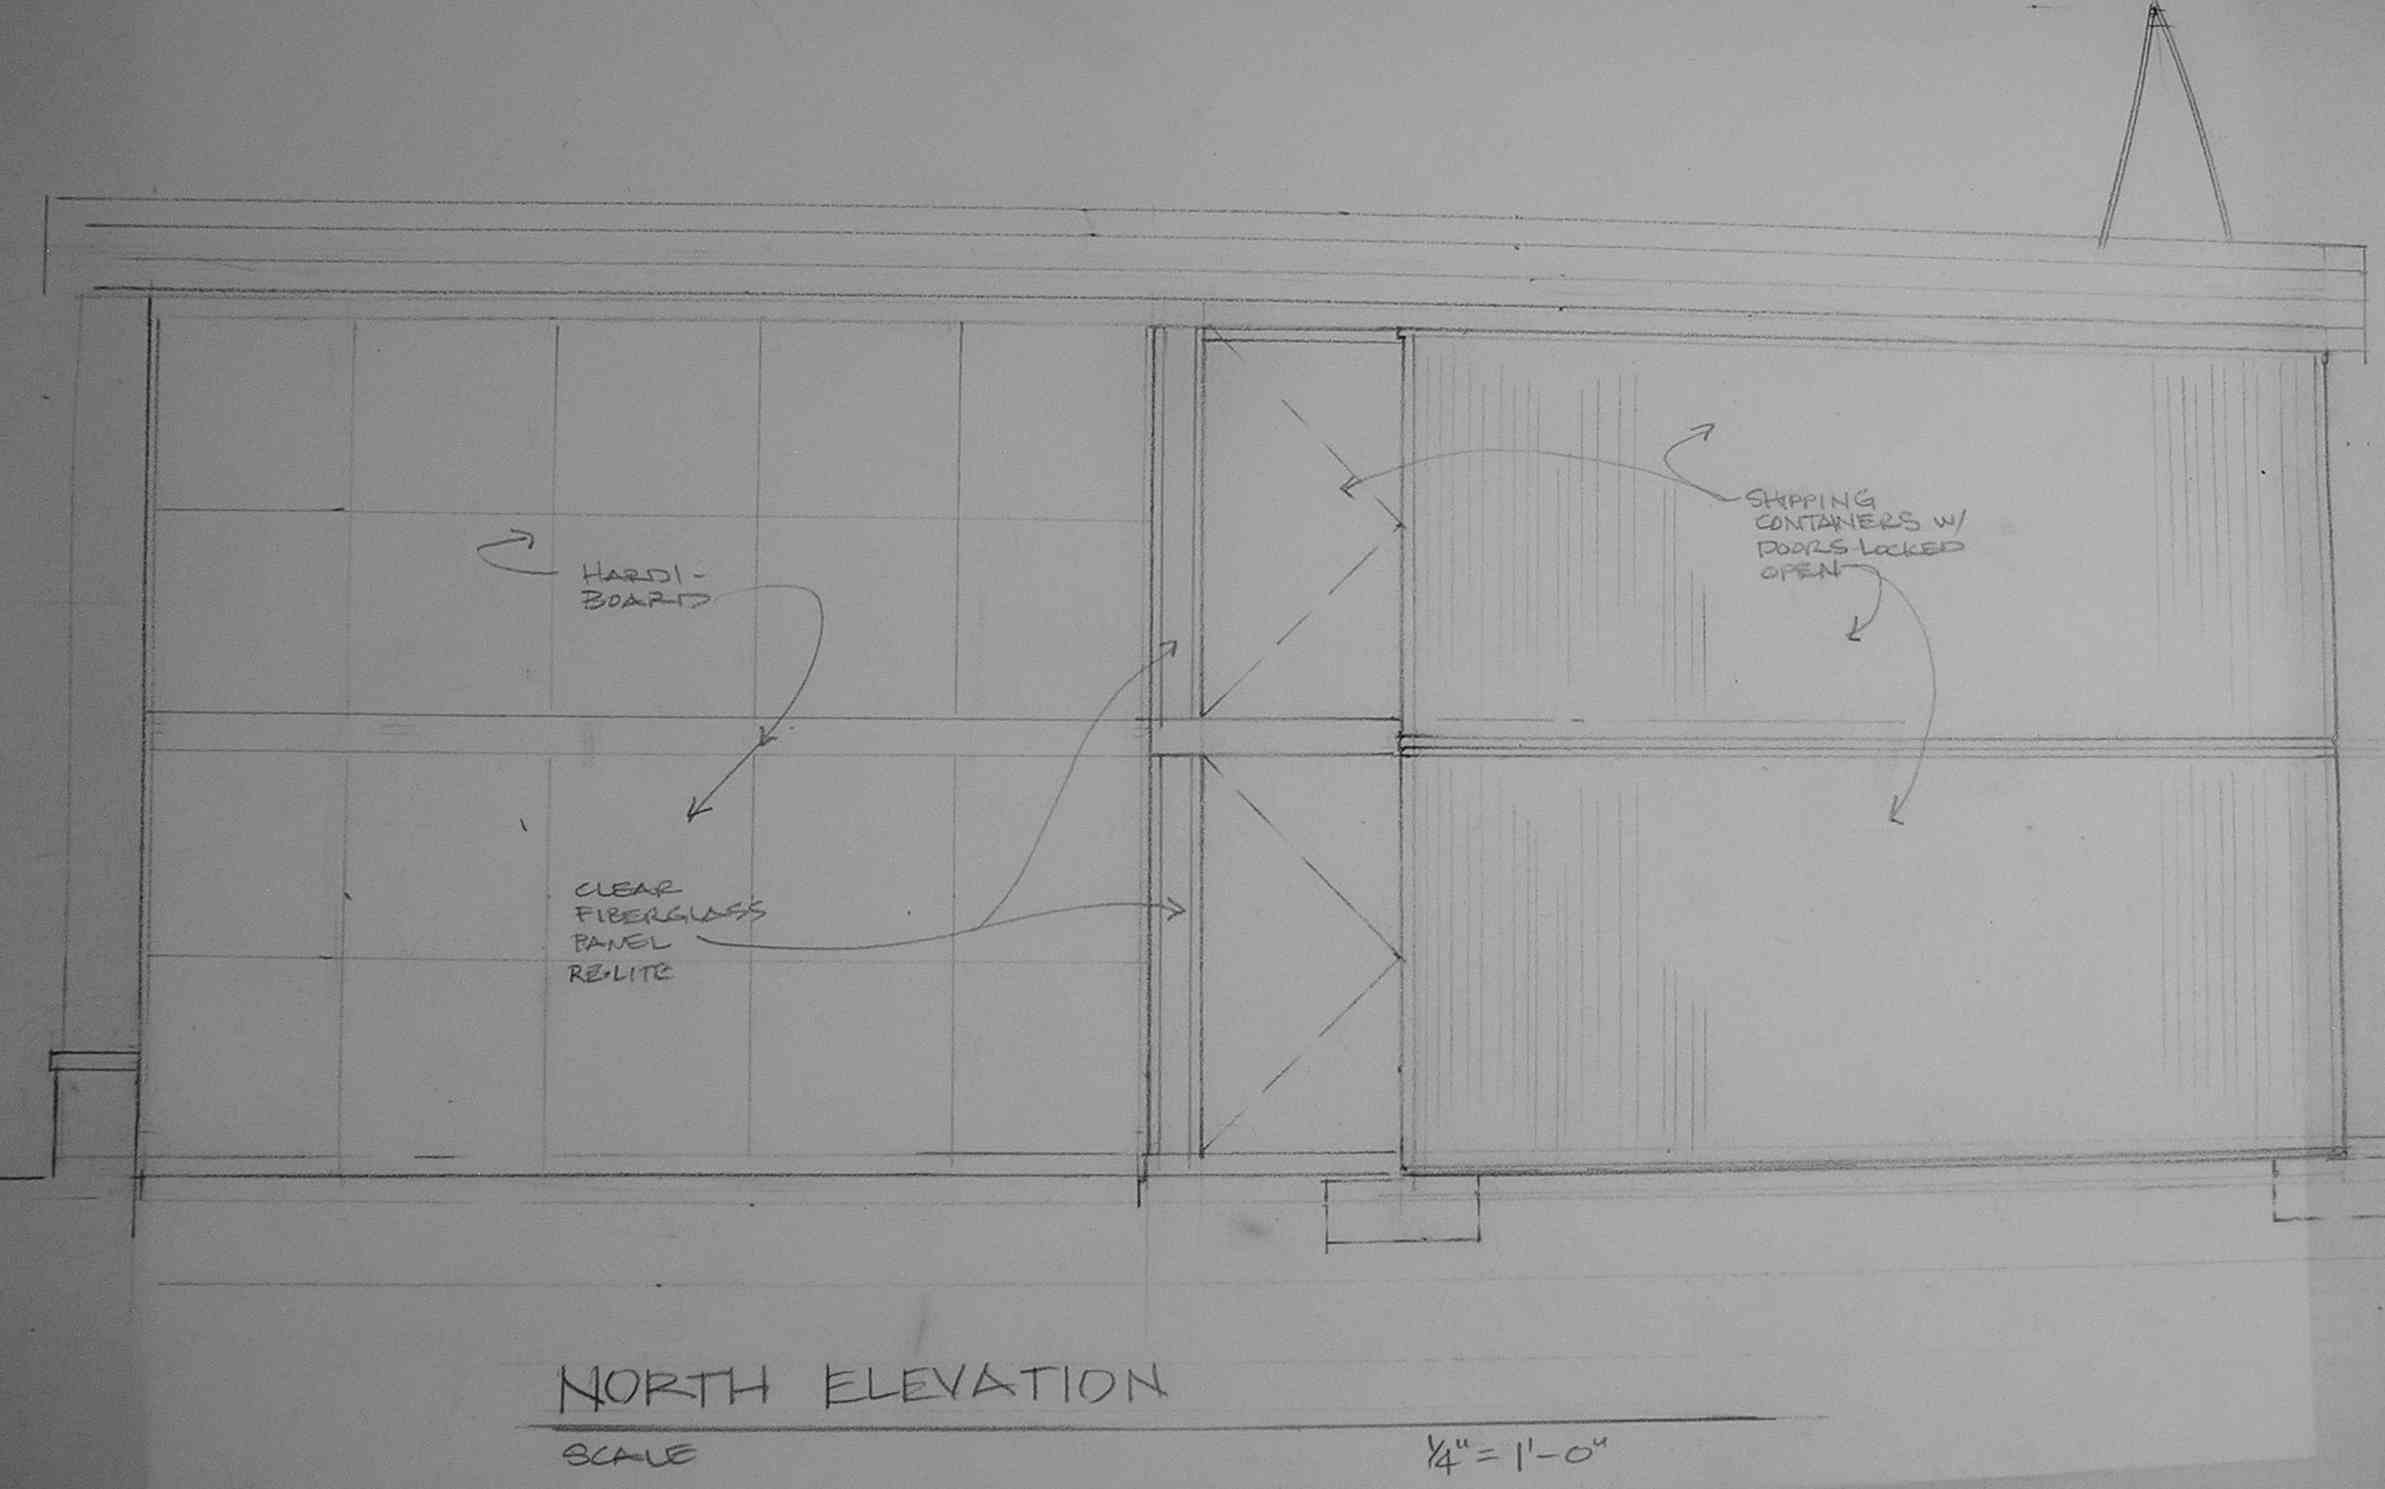 SHIPPING
CONTAINERS W/
DOORS LOCKED
OPEN
HARDI-
BOARD
CLEAR
FIBERGLASS
PANEL
RE-LITE
NORTH ELEVATION
SCALE 1/4" = 1'-0"